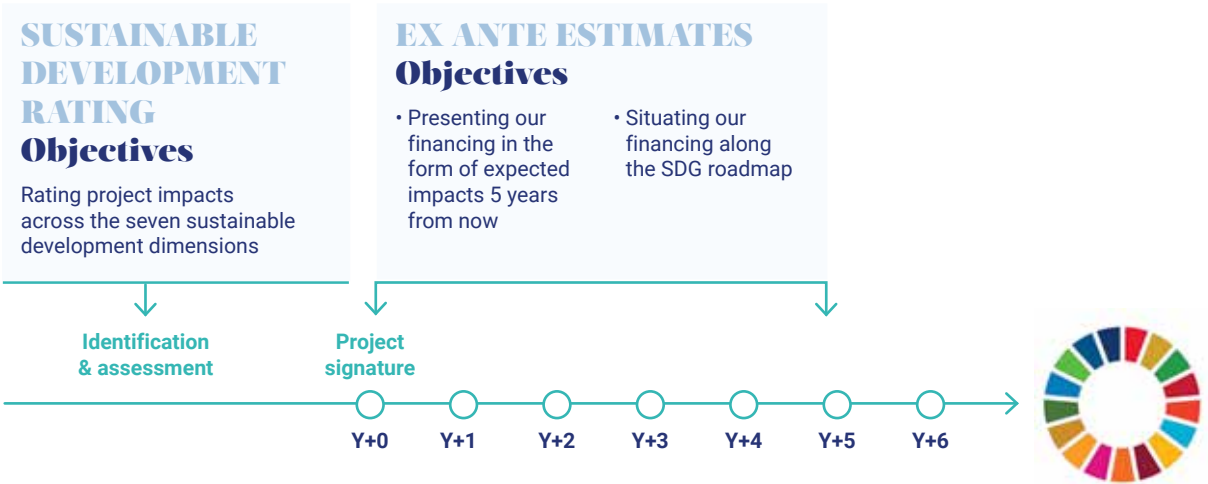 SUSTAINABLE
DEVELOPMENT
RATING
Objectives
Rating project impacts
across the seven sustainable
development dimensions
EX ANTE ESTIMATES
Objectives
• Presenting our
financing in the
form of expected
impacts 5 years
from now
• Situating our
financing along
the SDG roadmap
Identification
& assessment
Project
signature
Y+0
Y+1
Y+2
Y+3
Y+4
Y+5
Y+6